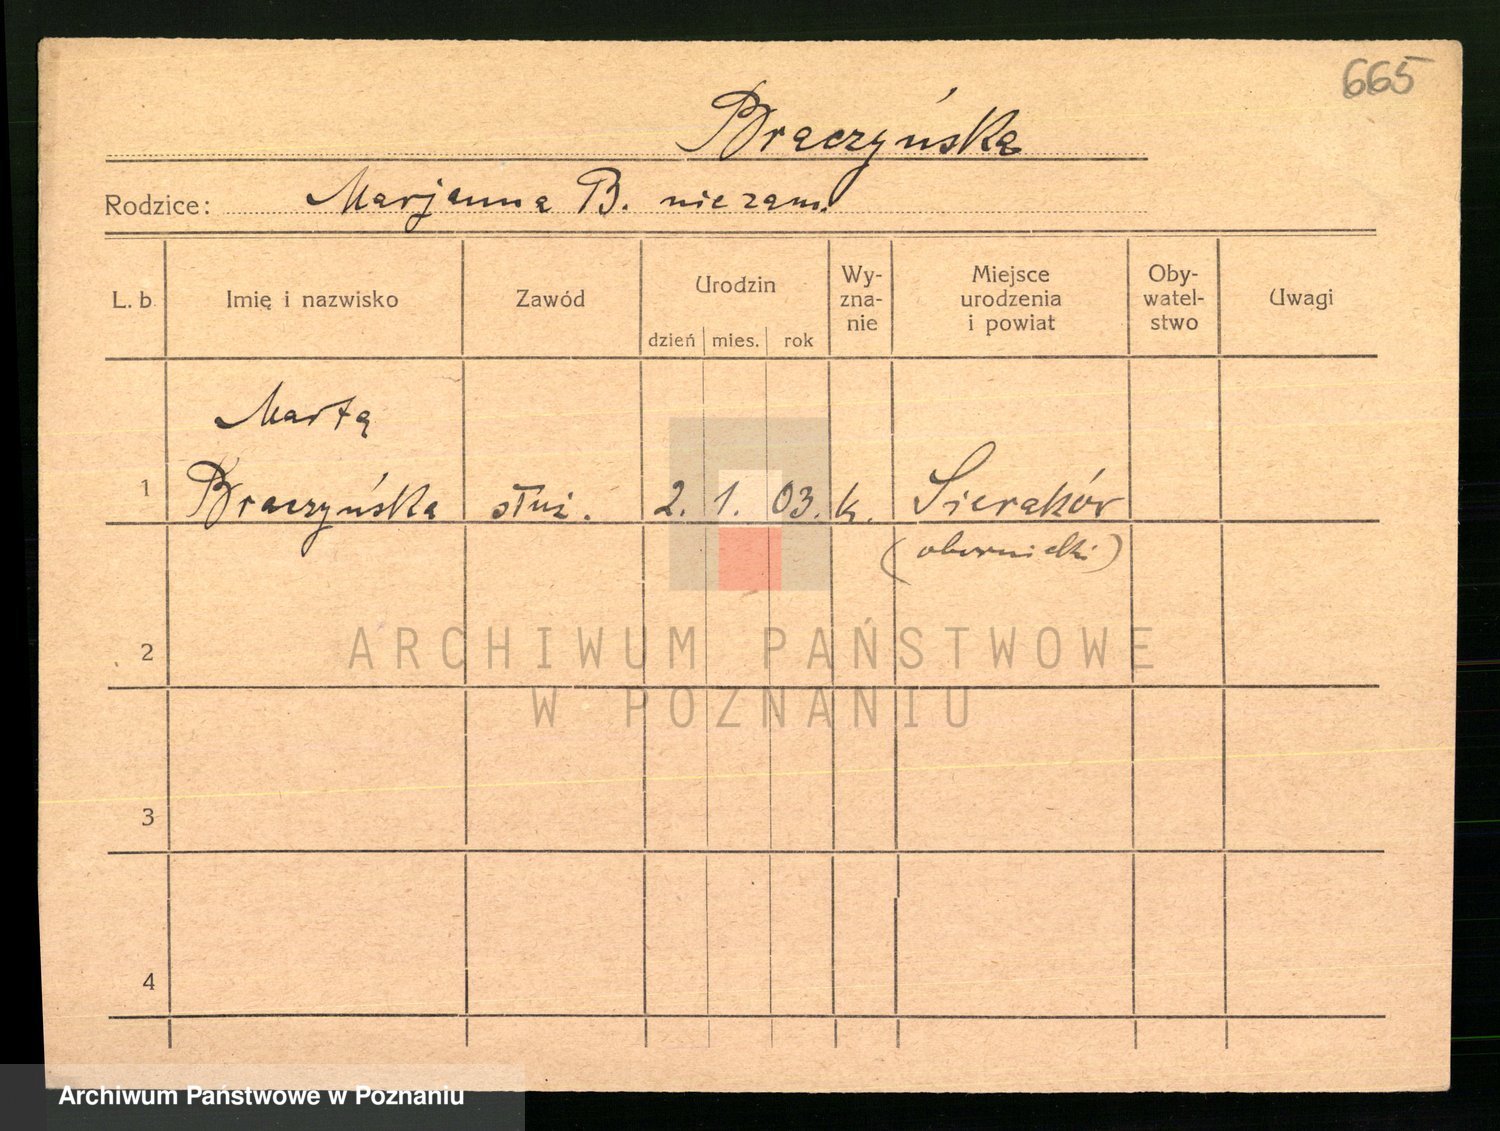 665
Braczyńska
Rodzice: Marjanna B. niezam.
L. b. Imię i nazwisko Zawód Urodzin Wy- Miejsce Oby- Uwagi
zna- urodzenia watel-
nie i powiat stwo
dzień mies. rok
Marta
1 Braczyńska służ. 2. 1. 03. k. Sieraków
(obornicki)
2
ARCHIWUM PAŃSTWOWE
W POZNANIU
3
4
Archiwum Państwowe w Poznaniu